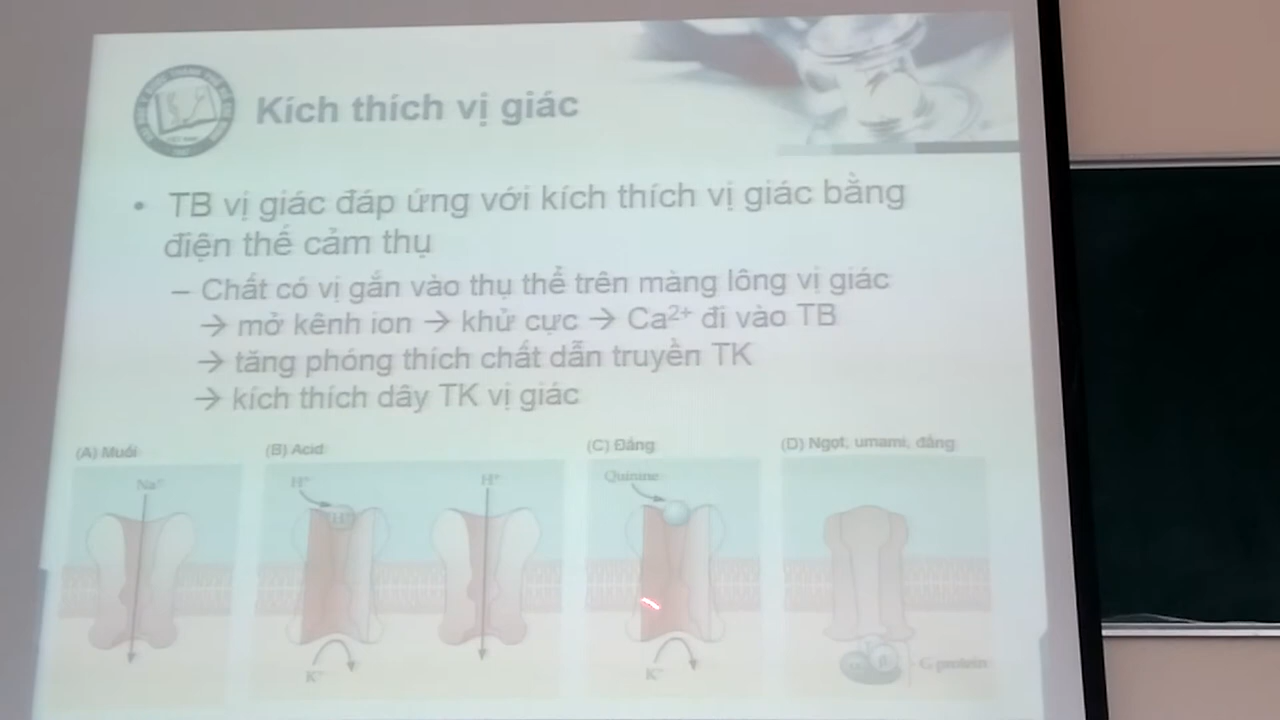 Kích thích vị giác
• TB vị giác đáp ứng với kích thích vị giác bằng
điện thế cảm thụ
– Chất có vị gắn vào thụ thể trên màng lông vị giác
→ mở kênh ion → khử cực → Ca²⁺ đi vào TB
→ tăng phóng thích chất dẫn truyền TK
→ kích thích dây TK vị giác
(A) Muối
(B) Acid
(C) Đắng
(D) Ngọt, umami, đắng
Na⁺
H⁺
H⁺
H⁺
Quinine
K⁺
K⁺
G protein